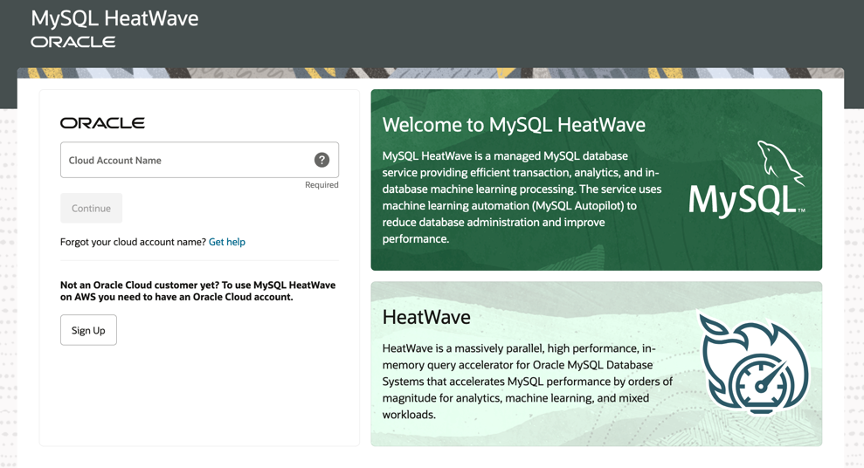 MySQL HeatWave
ORACLE
ORACLE
Cloud Account Name
?
Required
Continue
Forgot your cloud account name? Get help
Not an Oracle Cloud customer yet? To use MySQL HeatWave
on AWS you need to have an Oracle Cloud account.
Sign Up
Welcome to MySQL HeatWave
MySQL HeatWave is a managed MySQL database
service providing efficient transaction, analytics, and in-
database machine learning processing. The service uses
machine learning automation (MySQL Autopilot) to
reduce database administration and improve
performance.
MySQL™
HeatWave
HeatWave is a massively parallel, high performance, in-
memory query accelerator for Oracle MySQL Database
Systems that accelerates MySQL performance by orders of
magnitude for analytics, machine learning, and mixed
workloads.